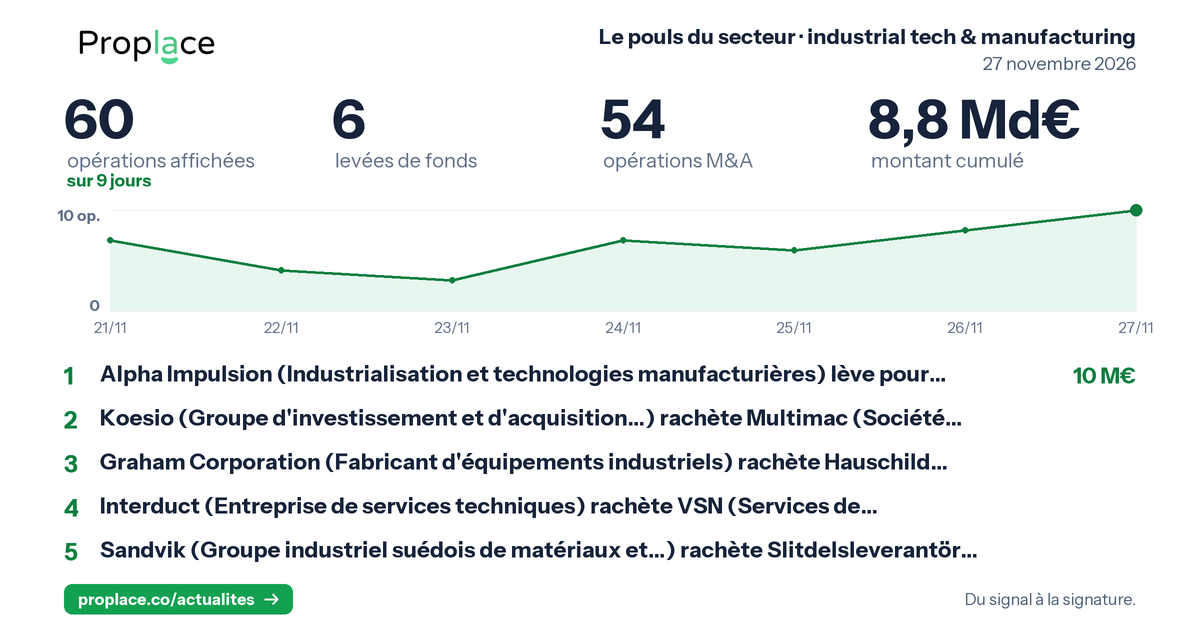 Proplace
Le pouls du secteur · industrial tech & manufacturing
27 novembre 2026
60
opérations affichées
sur 9 jours
6
levées de fonds
54
opérations M&A
8,8 Md€
montant cumulé
10 op.
0
21/11
22/11
23/11
24/11
25/11
26/11
27/11
1 Alpha Impulsion (Industrialisation et technologies manufacturières) lève pour... 10 M€
2 Koesio (Groupe d'investissement et d'acquisition...) rachète Multimac (Société...
3 Graham Corporation (Fabricant d'équipements industriels) rachète Hauschild...
4 Interduct (Entreprise de services techniques) rachète VSN (Services de...
5 Sandvik (Groupe industriel suédois de matériaux et...) rachète Slitdelsleverantör...
proplace.co/actualites →
Du signal à la signature.